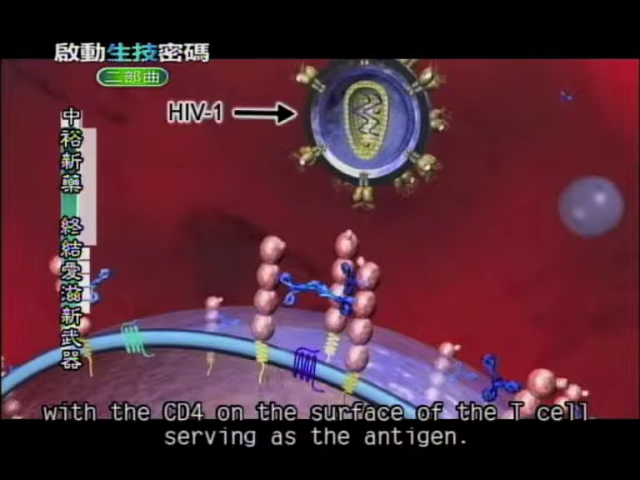 啟動生技密碼
二部曲
HIV-1
中裕新藥 終結愛滋新武器
with the CD4 on the surface of the T cell
serving as the antigen.